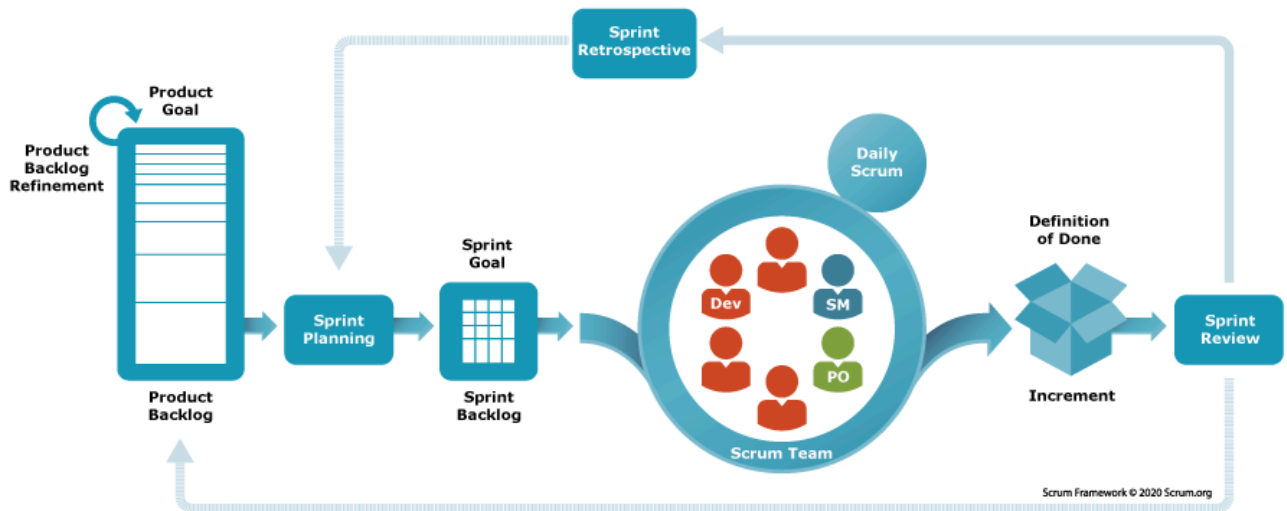 Sprint
Retrospective
Product
Goal
Product
Backlog
Refinement
Daily
Scrum
Definition
of Done
Sprint
Goal
Dev
SM
Sprint
Planning
Sprint
Review
PO
Product
Backlog
Sprint
Backlog
Increment
Scrum Team
Scrum Framework © 2020 Scrum.org